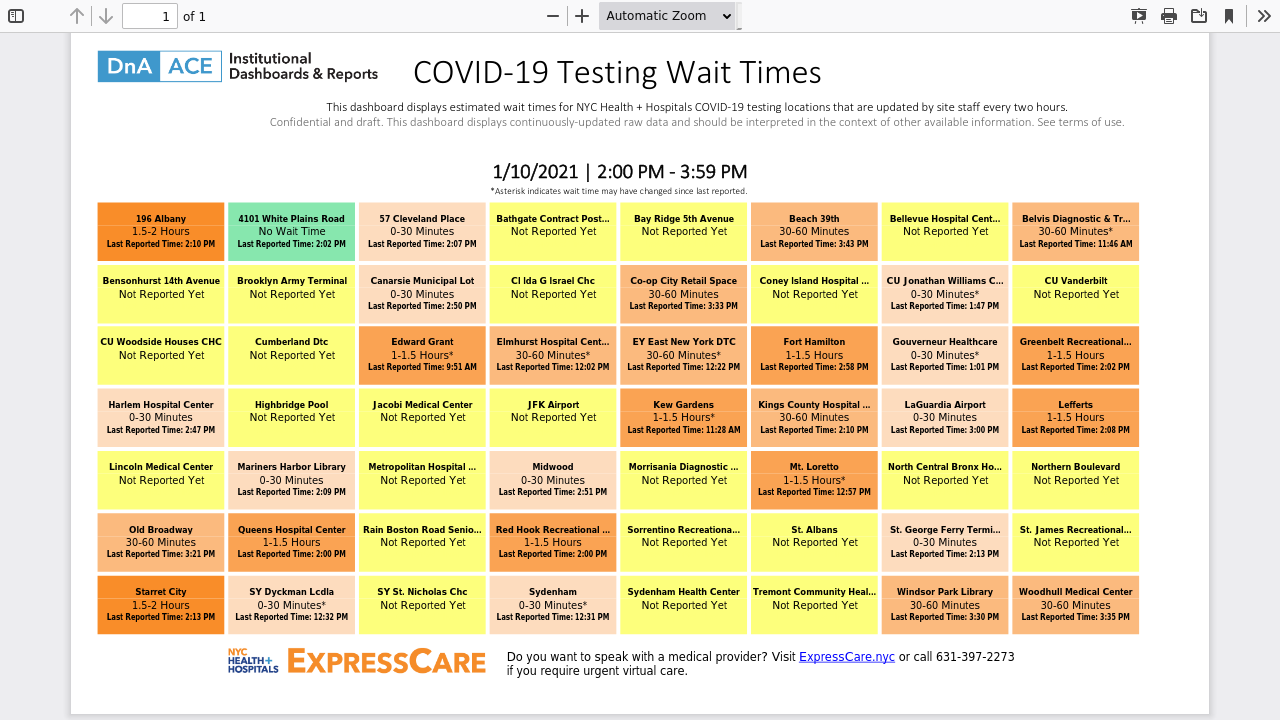 1 of 1 Automatic Zoom
DnA ACE Institutional
Dashboards & Reports
COVID-19 Testing Wait Times
This dashboard displays estimated wait times for NYC Health + Hospitals COVID-19 testing locations that are updated by site staff every two hours.
Confidential and draft. This dashboard displays continuously-updated raw data and should be interpreted in the context of other available information. See terms of use.
1/10/2021 | 2:00 PM - 3:59 PM
*Asterisk indicates wait time may have changed since last reported.
196 Albany
1.5-2 Hours
Last Reported Time: 2:10 PM
4101 White Plains Road
No Wait Time
Last Reported Time: 2:02 PM
57 Cleveland Place
0-30 Minutes
Last Reported Time: 2:07 PM
Bathgate Contract Post...
Not Reported Yet
Bay Ridge 5th Avenue
Not Reported Yet
Beach 39th
30-60 Minutes
Last Reported Time: 3:43 PM
Bellevue Hospital Cent...
Not Reported Yet
Belvis Diagnostic & Tr...
30-60 Minutes*
Last Reported Time: 11:46 AM
Bensonhurst 14th Avenue
Not Reported Yet
Brooklyn Army Terminal
Not Reported Yet
Canarsie Municipal Lot
0-30 Minutes
Last Reported Time: 2:50 PM
Cl Ida G Israel Chc
Not Reported Yet
Co-op City Retail Space
30-60 Minutes
Last Reported Time: 3:33 PM
Coney Island Hospital ...
Not Reported Yet
CU Jonathan Williams C...
0-30 Minutes*
Last Reported Time: 1:47 PM
CU Vanderbilt
Not Reported Yet
CU Woodside Houses CHC
Not Reported Yet
Cumberland Dtc
Not Reported Yet
Edward Grant
1-1.5 Hours*
Last Reported Time: 9:51 AM
Elmhurst Hospital Cent...
30-60 Minutes*
Last Reported Time: 12:02 PM
EY East New York DTC
30-60 Minutes*
Last Reported Time: 12:22 PM
Fort Hamilton
1-1.5 Hours
Last Reported Time: 2:58 PM
Gouverneur Healthcare
0-30 Minutes*
Last Reported Time: 1:01 PM
Greenbelt Recreational...
1-1.5 Hours
Last Reported Time: 2:02 PM
Harlem Hospital Center
0-30 Minutes
Last Reported Time: 2:47 PM
Highbridge Pool
Not Reported Yet
Jacobi Medical Center
Not Reported Yet
JFK Airport
Not Reported Yet
Kew Gardens
1-1.5 Hours*
Last Reported Time: 11:28 AM
Kings County Hospital ...
30-60 Minutes
Last Reported Time: 2:10 PM
LaGuardia Airport
0-30 Minutes
Last Reported Time: 3:00 PM
Lefferts
1-1.5 Hours
Last Reported Time: 2:08 PM
Lincoln Medical Center
Not Reported Yet
Mariners Harbor Library
0-30 Minutes
Last Reported Time: 2:09 PM
Metropolitan Hospital ...
Not Reported Yet
Midwood
0-30 Minutes
Last Reported Time: 2:51 PM
Morrisania Diagnostic ...
Not Reported Yet
Mt. Loretto
1-1.5 Hours*
Last Reported Time: 12:57 PM
North Central Bronx Ho...
Not Reported Yet
Northern Boulevard
Not Reported Yet
Old Broadway
30-60 Minutes
Last Reported Time: 3:21 PM
Queens Hospital Center
1-1.5 Hours
Last Reported Time: 2:00 PM
Rain Boston Road Senio...
Not Reported Yet
Red Hook Recreational ...
1-1.5 Hours
Last Reported Time: 2:00 PM
Sorrentino Recreationa...
Not Reported Yet
St. Albans
Not Reported Yet
St. George Ferry Termi...
0-30 Minutes
Last Reported Time: 2:13 PM
St. James Recreational...
Not Reported Yet
Starret City
1.5-2 Hours
Last Reported Time: 2:13 PM
SY Dyckman Lcdla
0-30 Minutes*
Last Reported Time: 12:32 PM
SY St. Nicholas Chc
Not Reported Yet
Sydenham
0-30 Minutes*
Last Reported Time: 12:31 PM
Sydenham Health Center
Not Reported Yet
Tremont Community Heal...
Not Reported Yet
Windsor Park Library
30-60 Minutes
Last Reported Time: 3:30 PM
Woodhull Medical Center
30-60 Minutes
Last Reported Time: 3:35 PM
NYC
HEALTH+
HOSPITALS
EXPRESSCARE
Do you want to speak with a medical provider? Visit ExpressCare.nyc or call 631-397-2273
if you require urgent virtual care.